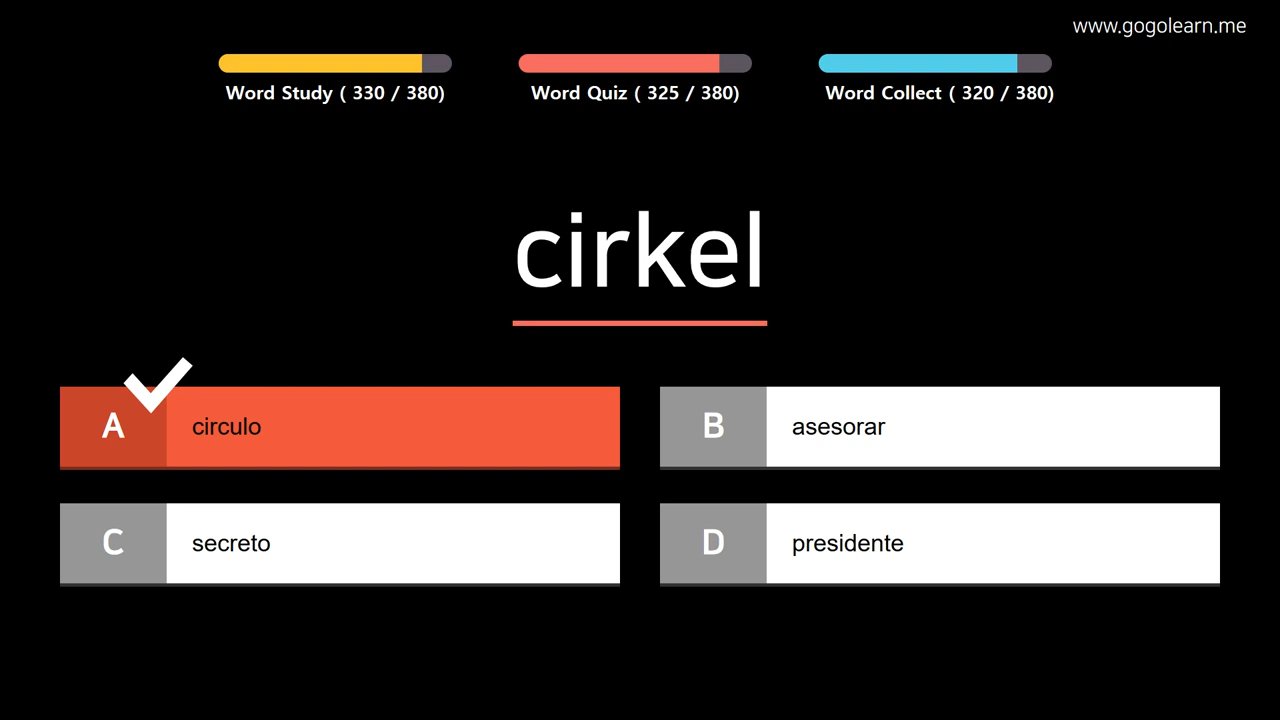 www.gogolearn.me
Word Study ( 330 / 380)
Word Quiz ( 325 / 380)
Word Collect ( 320 / 380)
cirkel
A circulo
B asesorar
C secreto
D presidente